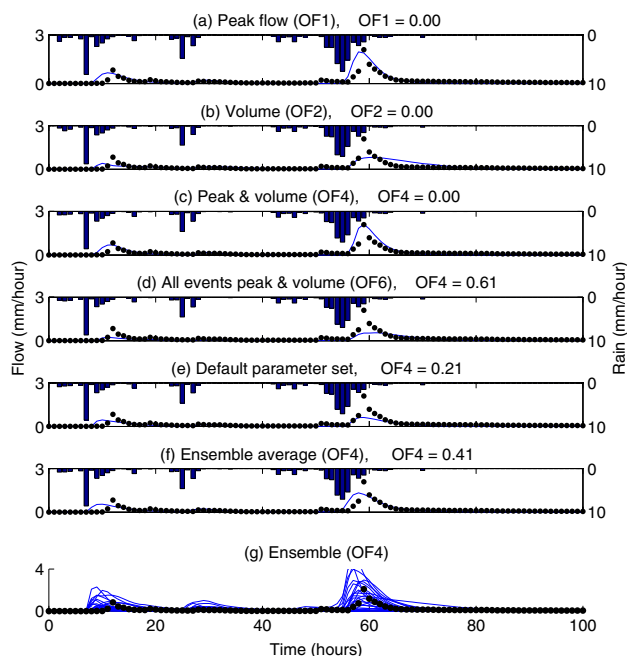 (a) Peak flow (OF1), OF1 = 0.00
3 0
0 10
(b) Volume (OF2), OF2 = 0.00
3 0
0 10
(c) Peak & volume (OF4), OF4 = 0.00
3 0
0 10
(d) All events peak & volume (OF6), OF4 = 0.61
3 0
0 10
(e) Default parameter set, OF4 = 0.21
3 0
0 10
(f) Ensemble average (OF4), OF4 = 0.41
3 0
0 10
(g) Ensemble (OF4)
4
0
0 20 40 60 80 100
Time (hours)
Flow (mm/hour)
Rain (mm/hour)